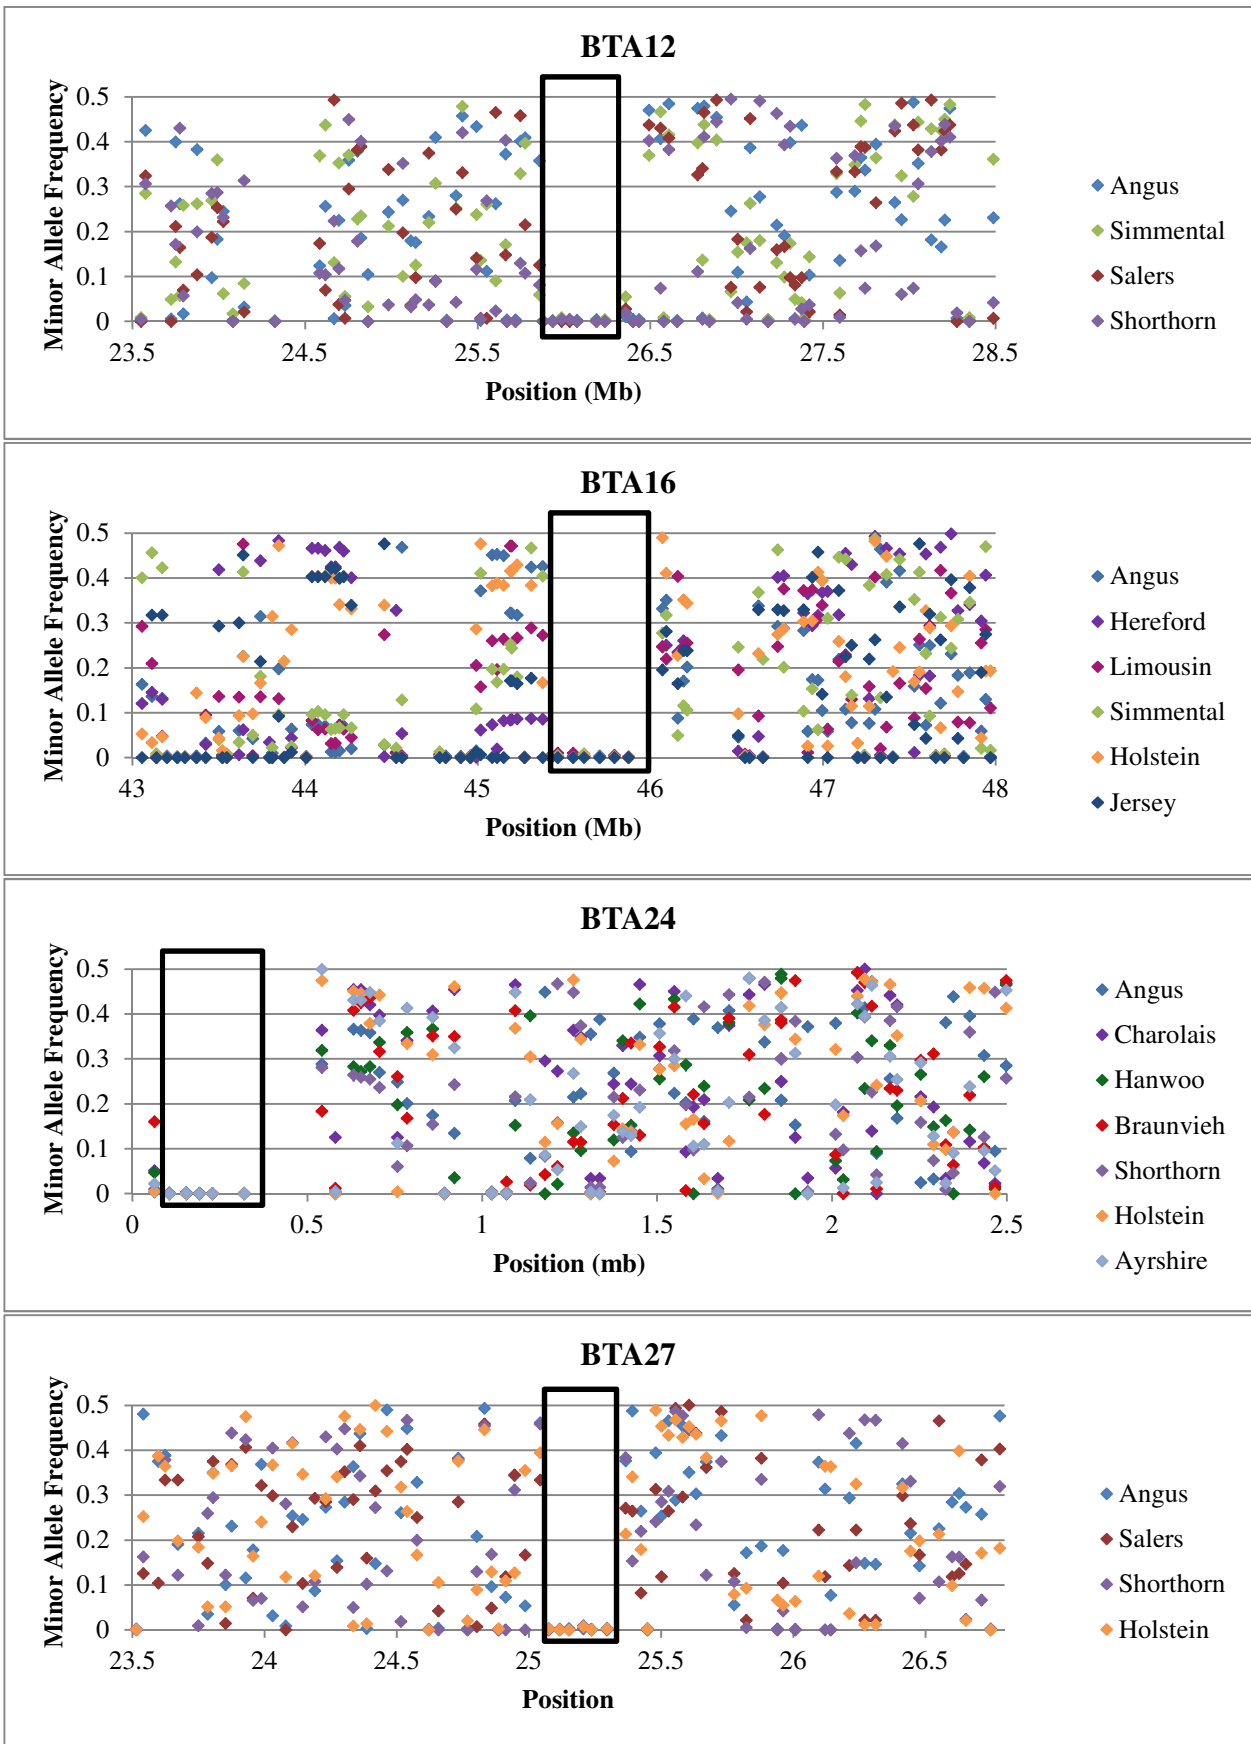 BTA12
Minor Allele Frequency
0.5
0.4
0.3
0.2
0.1
0
23.5 24.5 25.5 26.5 27.5 28.5
Position (Mb)
Angus
Simmental
Salers
Shorthorn
BTA16
Minor Allele Frequency
0.5
0.4
0.3
0.2
0.1
0
43 44 45 46 47 48
Position (Mb)
Angus
Hereford
Limousin
Simmental
Holstein
Jersey
BTA24
Minor Allele Frequency
0.5
0.4
0.3
0.2
0.1
0
0 0.5 1 1.5 2 2.5
Position (mb)
Angus
Charolais
Hanwoo
Braunvieh
Shorthorn
Holstein
Ayrshire
BTA27
Minor Allele Frequency
0.5
0.4
0.3
0.2
0.1
0
23.5 24 24.5 25 25.5 26 26.5
Position
Angus
Salers
Shorthorn
Holstein